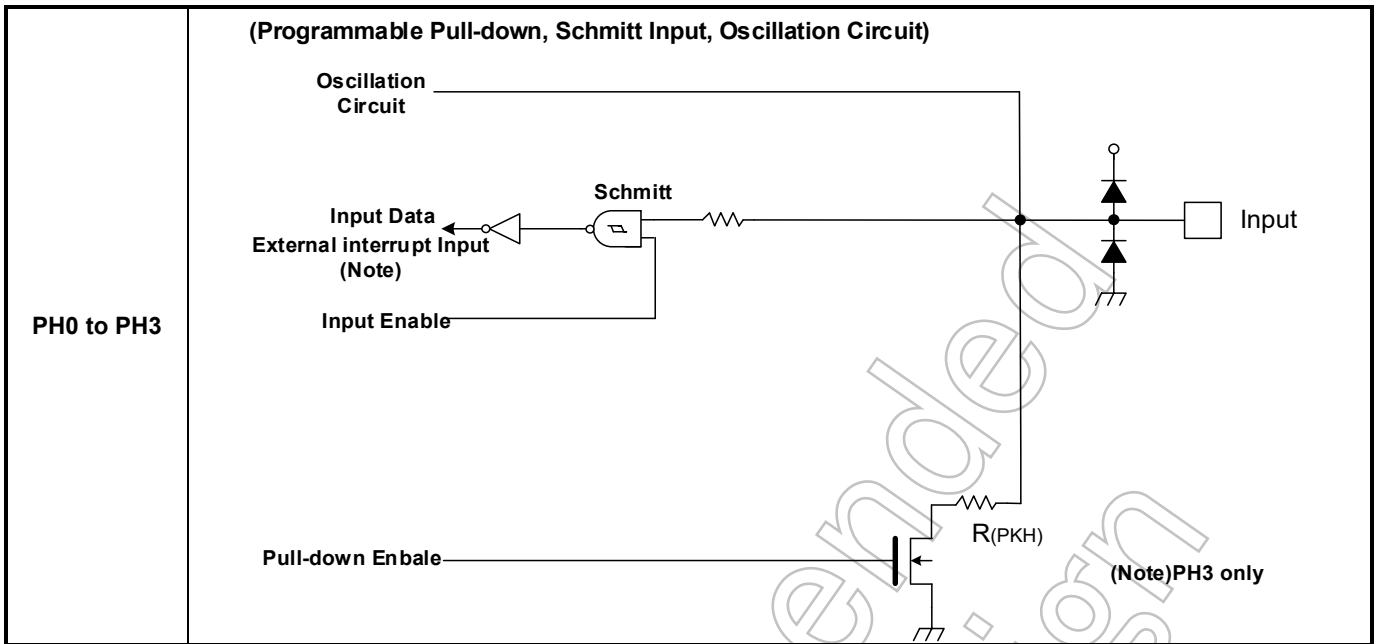 (Programmable Pull-down, Schmitt Input, Oscillation Circuit)
Oscillation
Circuit
Schmitt
Input Data
External interrupt Input
(Note)
Input
Input Enable
PH0 to PH3
R(PKH)
Pull-down Enbale
(Note)PH3 only
ended